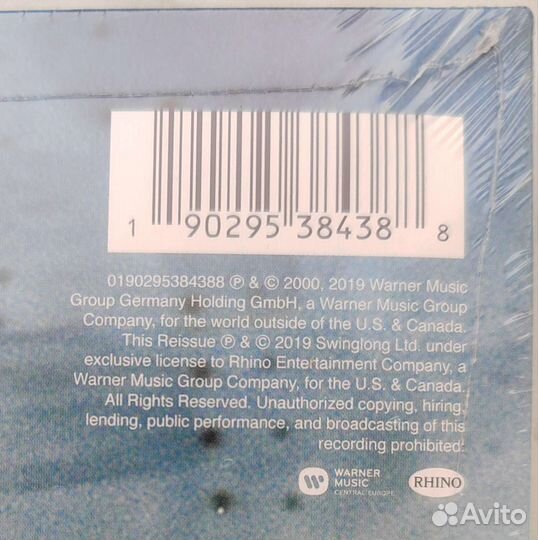 1 90295 38438 8
0190295384388 ℗ & © 2000, 2019 Warner Music
Group Germany Holding GmbH, a Warner Music Group
Company, for the world outside of the U.S. & Canada.
This Reissue ℗ & © 2019 Swinglong Ltd. under
exclusive license to Rhino Entertainment Company, a
Warner Music Group Company, for the U.S. & Canada.
All Rights Reserved. Unauthorized copying, hiring,
lending, public performance, and broadcasting of this
recording prohibited.
WARNER
MUSIC
CENTRAL EUROPE
RHINO
Avito